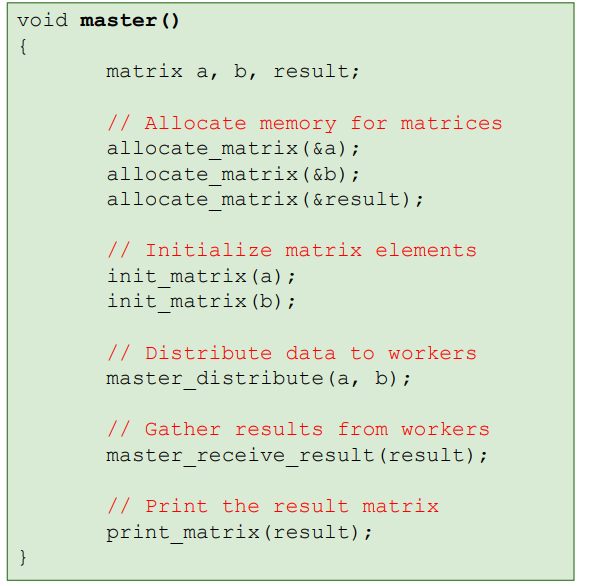 void master()
{
matrix a, b, result;
// Allocate memory for matrices
allocate_matrix(&a);
allocate_matrix(&b);
allocate_matrix(&result);
// Initialize matrix elements
init_matrix(a);
init_matrix(b);
// Distribute data to workers
master_distribute(a, b);
// Gather results from workers
master_receive_result(result);
// Print the result matrix
print_matrix(result);
}